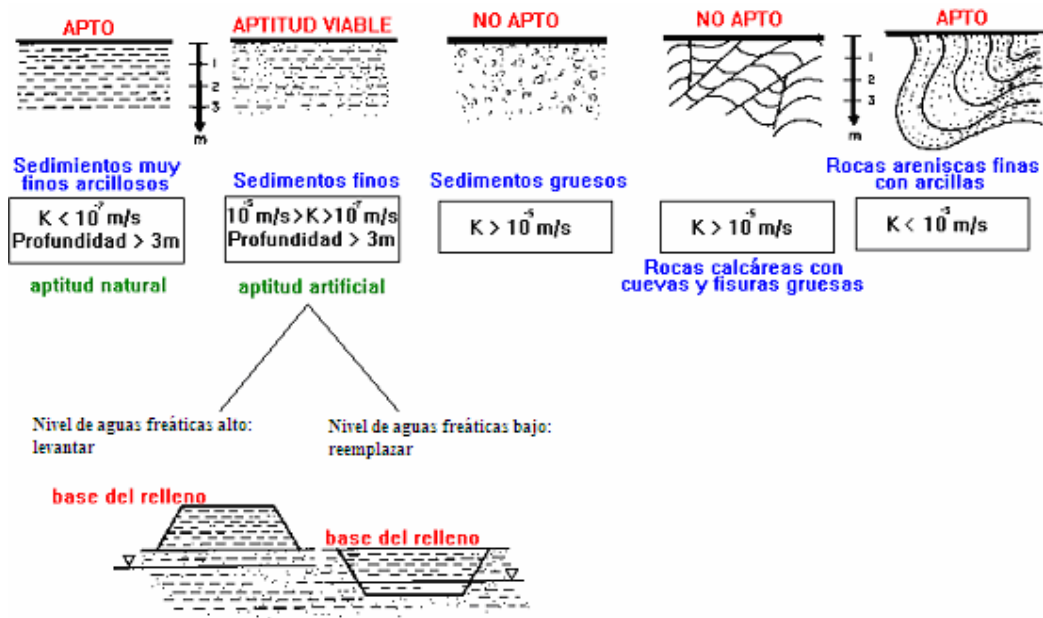 APTO
APTITUD VIABLE
NO APTO
NO APTO
APTO
1
2
3
m
1
2
3
m
Sedimientos muy
finos arcillosos
K < 10⁻⁷ m/s
Profundidad > 3m
aptitud natural
Sedimentos finos
10⁻⁵ m/s > K > 10⁻⁷ m/s
Profundidad > 3m
aptitud artificial
Sedimentos gruesos
K > 10⁻⁵ m/s
K > 10⁻⁵ m/s
Rocas calcáreas con
cuevas y fisuras gruesas
Rocas areniscas finas
con arcillas
K < 10⁻⁵ m/s
Nivel de aguas freáticas alto:
levantar
Nivel de aguas freáticas bajo:
reemplazar
base del relleno
base del relleno